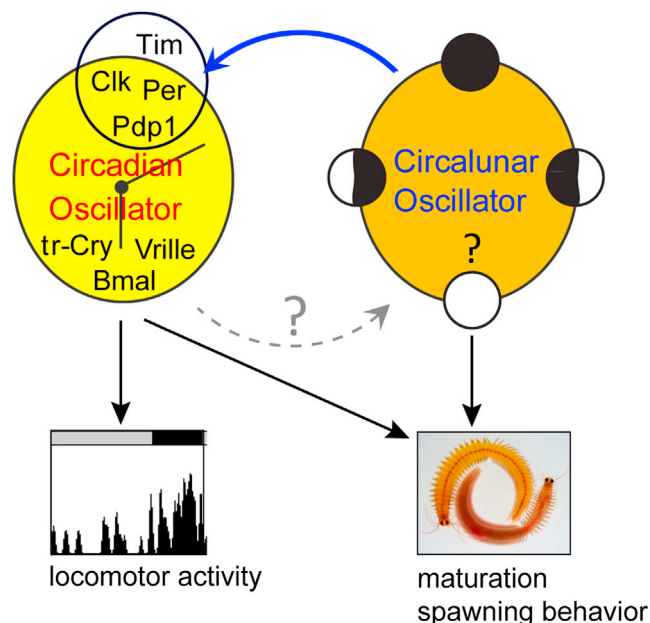 Tim
Clk Per
Pdp1
Circadian
Oscillator
tr-Cry Vrille
Bmal
Circalunar
Oscillator
?
?
locomotor activity
maturation
spawning behavior